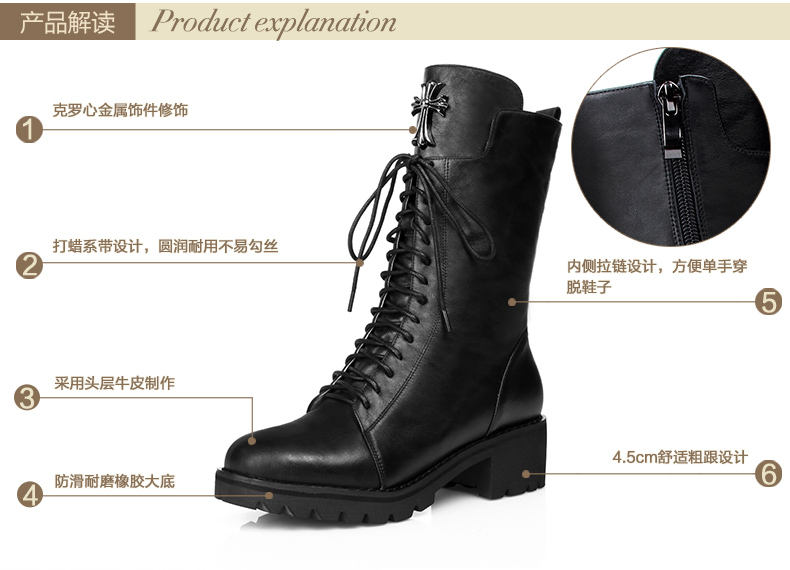 产品解读 Product explanation
1 克罗心金属饰件修饰
2 打蜡系带设计，圆润耐用不易勾丝
3 采用头层牛皮制作
4 防滑耐磨橡胶大底
内侧拉链设计，方便单手穿
脱鞋子
5
4.5cm舒适粗跟设计
6